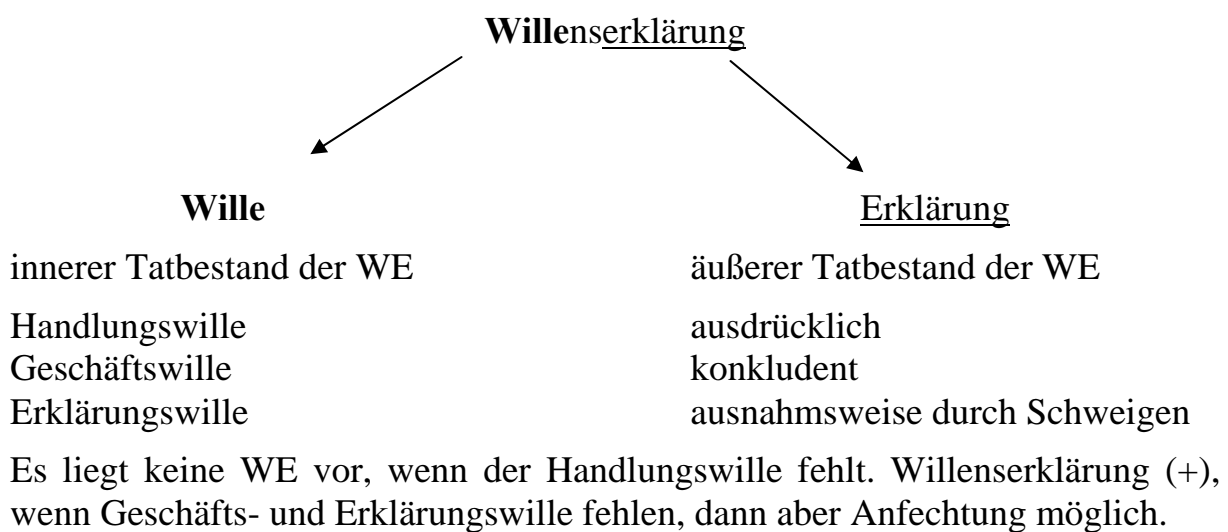 Willenserklärung
Wille
Erklärung
innerer Tatbestand der WE
äußerer Tatbestand der WE
Handlungswille
ausdrücklich
Geschäftswille
konkludent
Erklärungswille
ausnahmsweise durch Schweigen
Es liegt keine WE vor, wenn der Handlungswille fehlt. Willenserklärung (+),
wenn Geschäfts- und Erklärungswille fehlen, dann aber Anfechtung möglich.